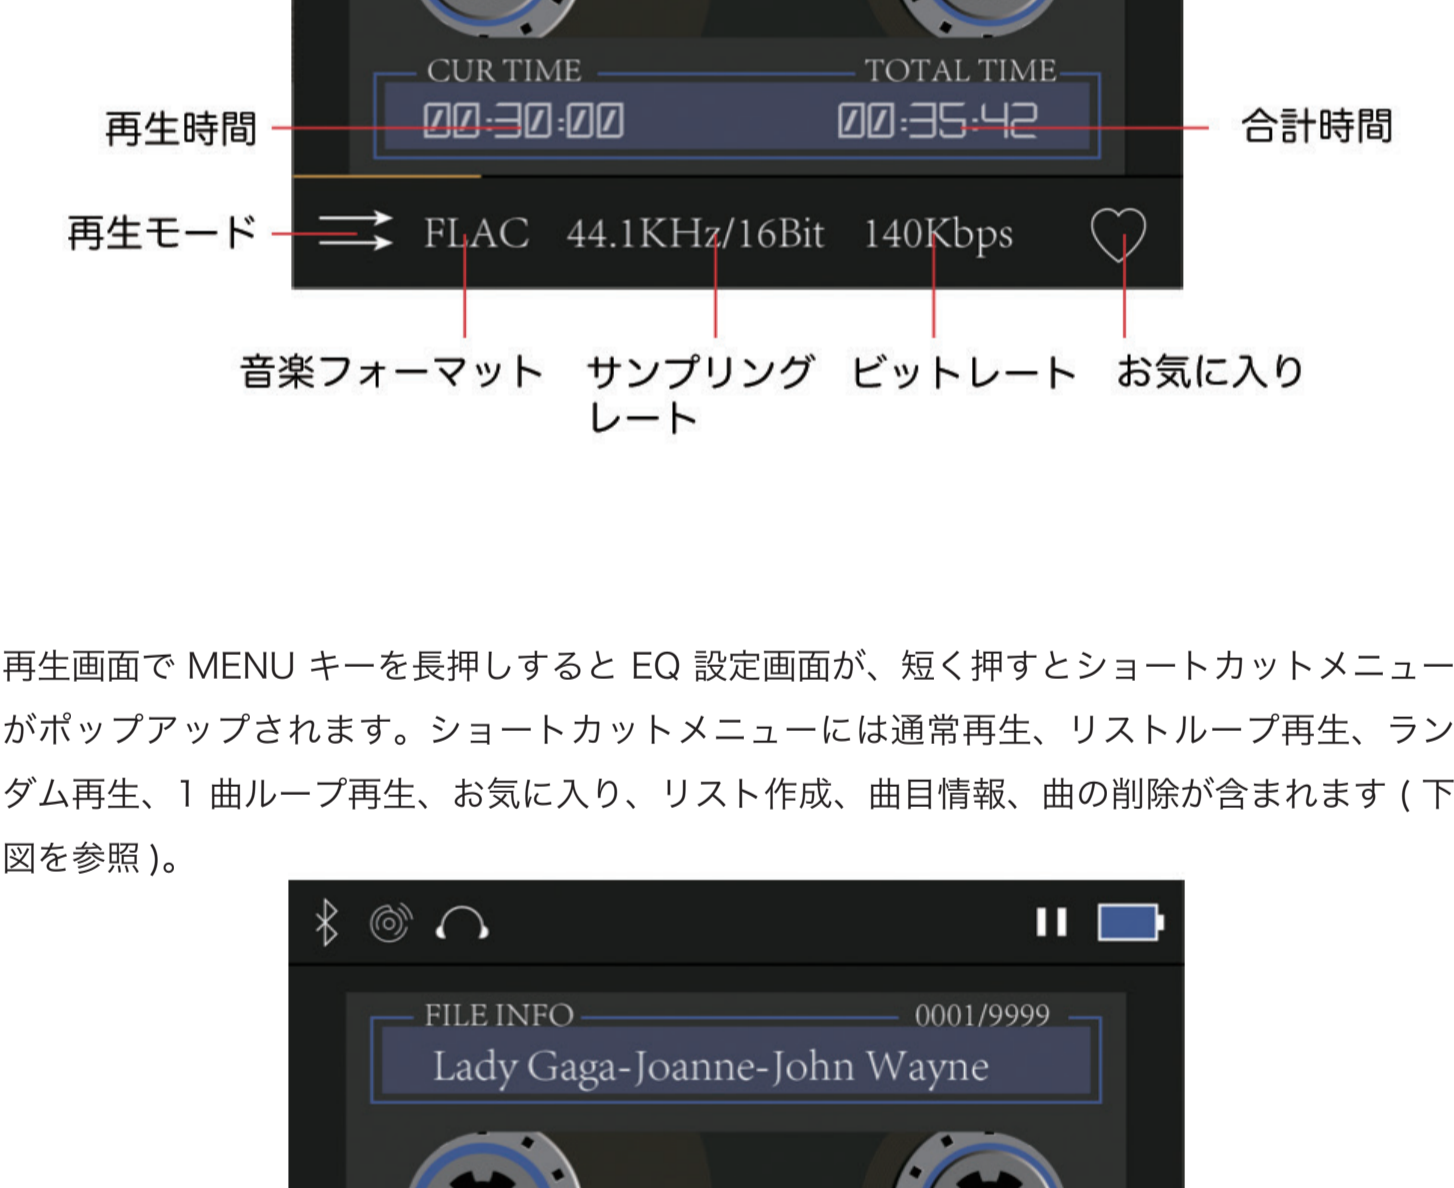 CUR TIME TOTAL TIME
再生時間 00:30:00 00:35:42 合計時間
再生モード FLAC 44.1KHz/16Bit 140Kbps
音楽フォーマット サンプリング ビットレート お気に入り
レート
再生画面で MENU キーを長押しすると EQ 設定画面が、短く押すとショートカットメニュー
がポップアップされます。ショートカットメニューには通常再生、リストループ再生、ラン
ダム再生、1 曲ループ再生、お気に入り、リスト作成、曲目情報、曲の削除が含まれます ( 下
図を参照 )。
FILE INFO 0001/9999
Lady Gaga-Joanne-John Wayne